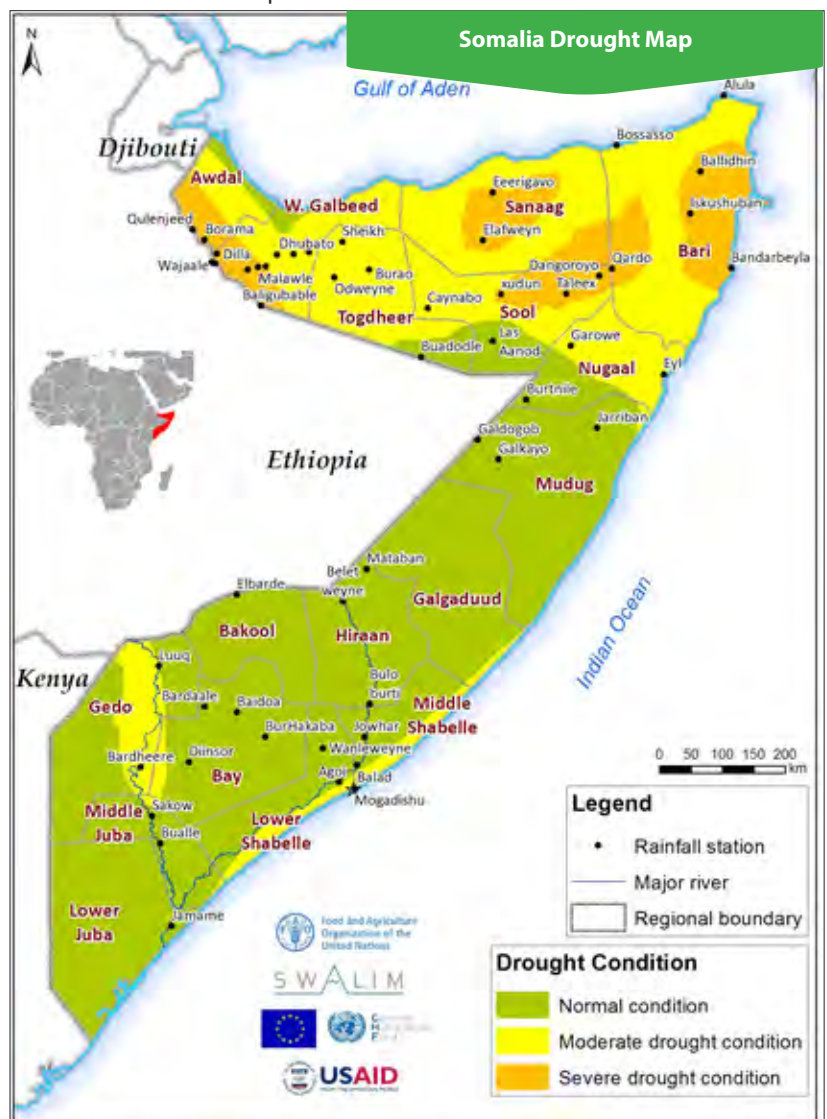 Somalia Drought Map
N
Gulf of Aden
Alula
Bossasso
Djibouti
Ballidhin
Awdal
Eeerigavo
W. Galbeed
Sanaag
Iskushuban
Qulenjeed
Borama
Sheikh
Elafweyn
Dhubato
Bari
Dilla
Qardo
Wajaale
Burao
Dangoroyo
Bandarbeyla
Malawle
Odweyne
xudun
Taleex
Baligubable
Caynabo
Sool
Togdheer
Las
Aanod
Garowe
Buadodle
Nugaal
Eyl
Burtnile
Jarriban
Galdogob
Ethiopia
Galkayo
Mudug
Mataban
Belet
weyne
Elbarde
Galgaduud
Bakool
Hiraan
Indian Ocean
Kenya
Luuq
Bulo
burti
Gedo
Bardaale
Baidoa
Middle
Shabelle
BurHakaba
Jowhar
Diinsor
Wanleweyne
Bardheere
Bay
Agoi
Balad
Mogadishu
Sakow
Middle
Juba
Lower
Shabelle
Bualle
Lower
Juba
Jamame
0 50 100 150 200
km
Legend
Rainfall station
Major river
Regional boundary
Food and Agriculture
Organization of the
United Nations
SWALIM
USAID
Drought Condition
Normal condition
Moderate drought condition
Severe drought condition